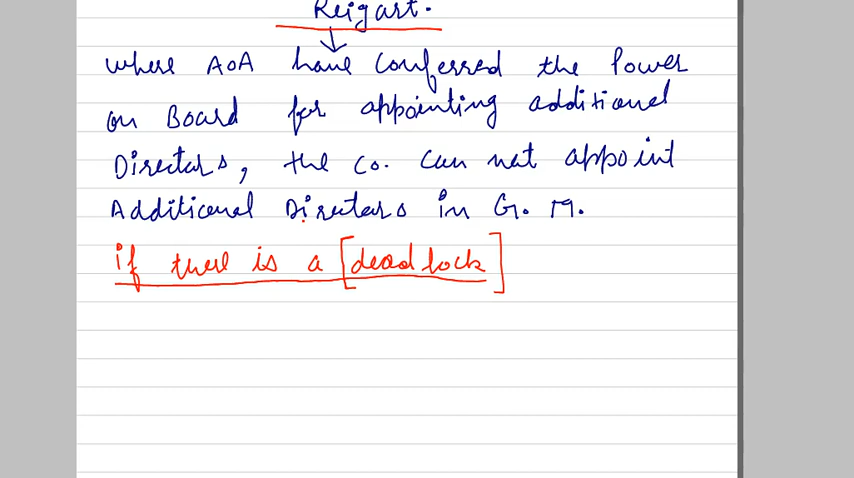 Reigart.
where AOA have conferred the Power
on Board for appointing additional
Directors, the co. can not appoint
Additional Directors in G. M.
if there is a [deadlock]